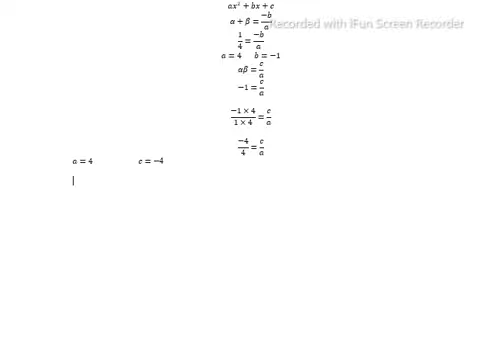 ax² + bx + c
α + β = −b/a
Recorded with iFun Screen Recorder
1/4 = −b/a
a = 4 b = −1
αβ = c/a
−1 = c/a
−1 × 4/1 × 4 = c/a
−4/4 = c/a
a = 4 c = −4